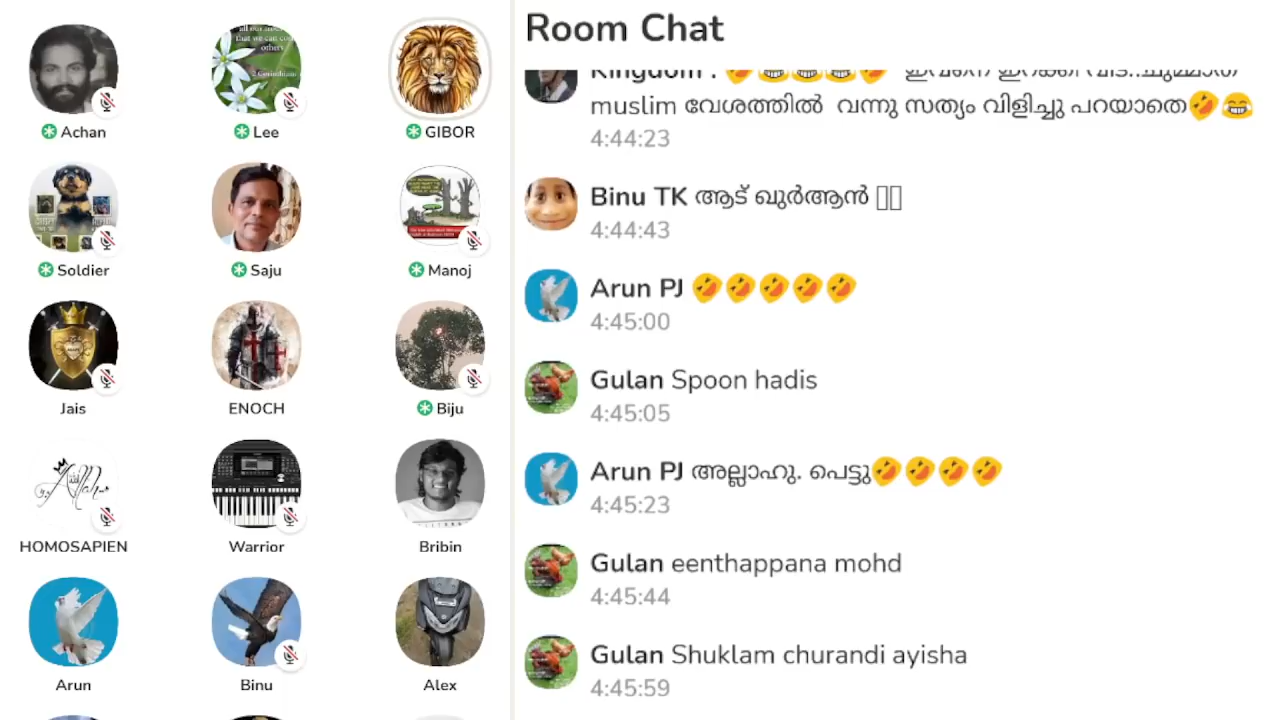 Achan
Lee
GIBOR
Soldier
Saju
Manoj
Jais
ENOCH
Biju
HOMOSAPIEN
Warrior
Bribin
Arun
Binu
Alex
Room Chat
Kingdom : 🤣😂😂😂🤣 ഇവനെ ഇറക്കി വിട..ചുമ്മാതെ
muslim വേശത്തിൽ വന്നു സത്യം വിളിച്ചു പറയാതെ🤣😂
4:44:23
Binu TK ആട് ഖുർആൻ
4:44:43
Arun PJ 🤣🤣🤣🤣🤣
4:45:00
Gulan Spoon hadis
4:45:05
Arun PJ അല്ലാഹു. പെട്ടു🤣🤣🤣🤣
4:45:23
Gulan eenthappana mohd
4:45:44
Gulan Shuklam churandi ayisha
4:45:59